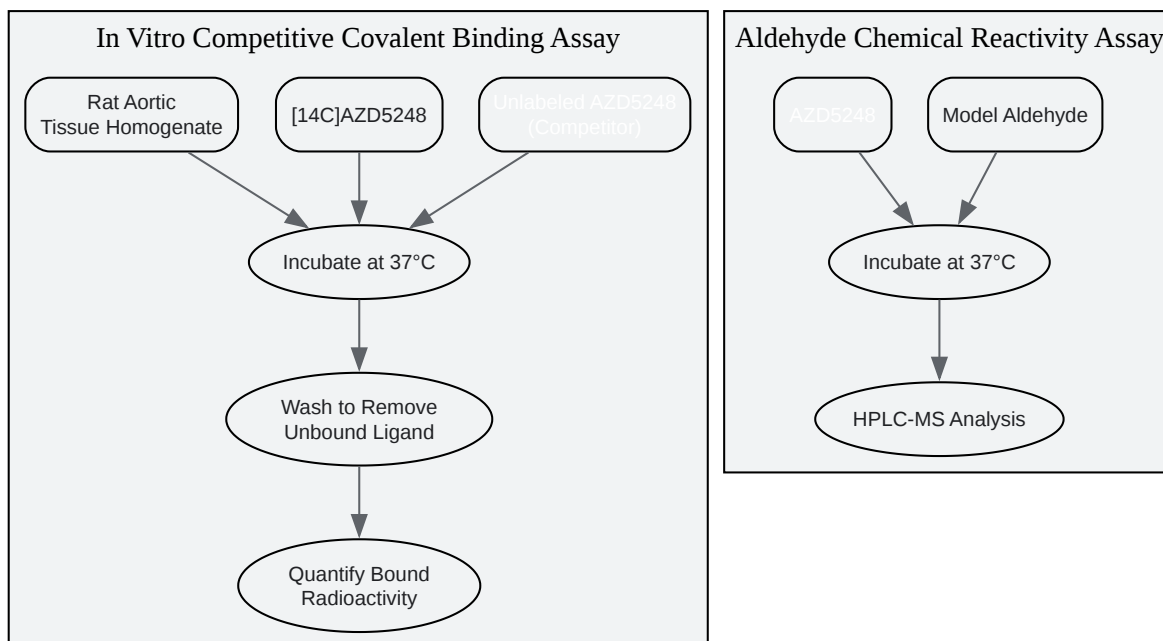 In Vitro Competitive Covalent Binding Assay
Rat Aortic
Tissue Homogenate
[14C]AZD5248
Unlabeled AZD5248
(Competitor)
Incubate at 37°C
Wash to Remove
Unbound Ligand
Quantify Bound
Radioactivity
Aldehyde Chemical Reactivity Assay
AZD5248
Model Aldehyde
Incubate at 37°C
HPLC-MS Analysis